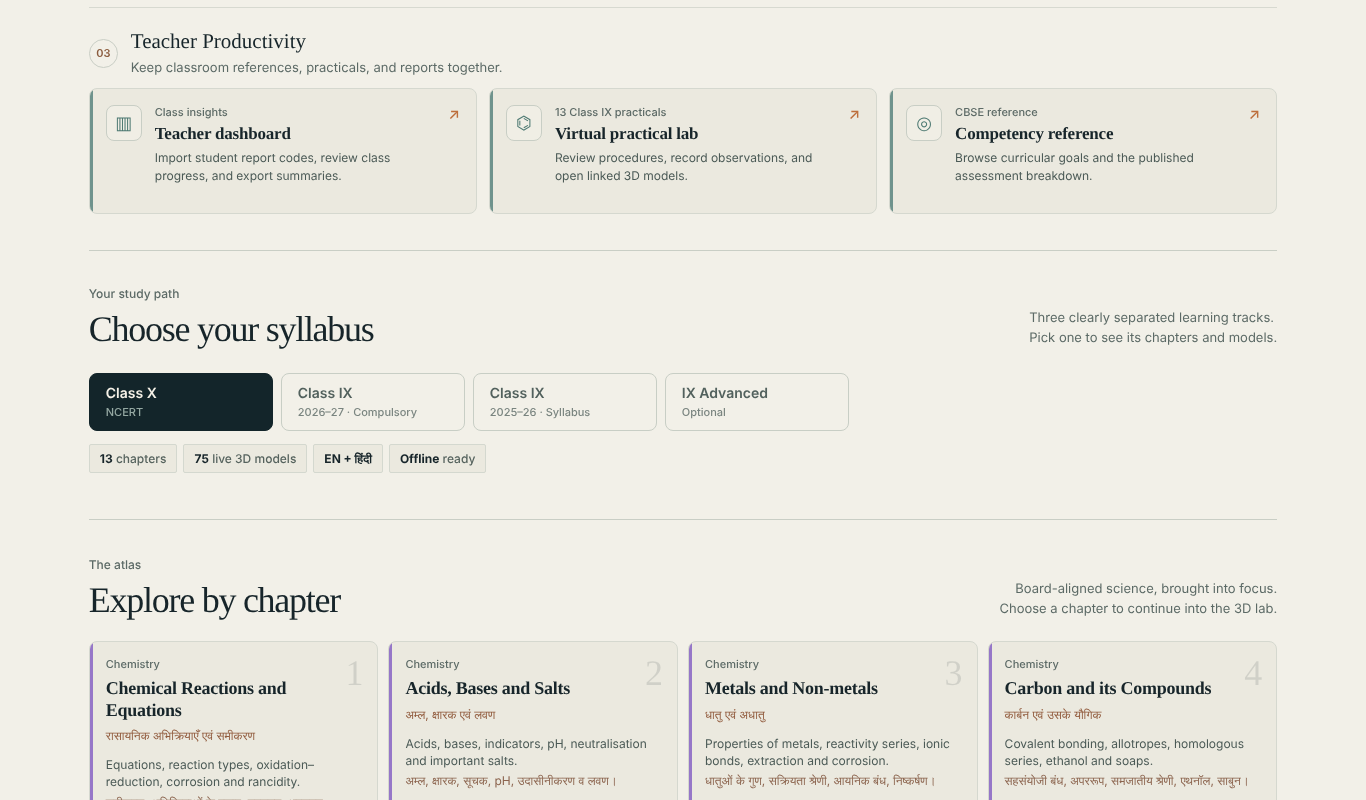 03
Teacher Productivity
Keep classroom references, practicals, and reports together.
Class insights
Teacher dashboard
Import student report codes, review class
progress, and export summaries.
13 Class IX practicals
Virtual practical lab
Review procedures, record observations, and
open linked 3D models.
CBSE reference
Competency reference
Browse curricular goals and the published
assessment breakdown.
Your study path
Choose your syllabus
Three clearly separated learning tracks.
Pick one to see its chapters and models.
Class X
NCERT
Class IX
2026–27 · Compulsory
Class IX
2025–26 · Syllabus
IX Advanced
Optional
13 chapters
75 live 3D models
EN + हिंदी
Offline ready
The atlas
Explore by chapter
Board-aligned science, brought into focus.
Choose a chapter to continue into the 3D lab.
Chemistry
1
Chemical Reactions and
Equations
रासायनिक अभिक्रियाएँ एवं समीकरण
Equations, reaction types, oxidation–
reduction, corrosion and rancidity.
Chemistry
2
Acids, Bases and Salts
अम्ल, क्षारक एवं लवण
Acids, bases, indicators, pH, neutralisation
and important salts.
अम्ल, क्षारक, सूचक, pH, उदासीनीकरण व लवण।
Chemistry
3
Metals and Non-metals
धातु एवं अधातु
Properties of metals, reactivity series, ionic
bonds, extraction and corrosion.
धातुओं के गुण, सक्रियता श्रेणी, आयनिक बंध, निष्कर्षण।
Chemistry
4
Carbon and its Compounds
कार्बन एवं उसके यौगिक
Covalent bonding, allotropes, homologous
series, ethanol and soaps.
सहसंयोजी बंध, अपररूप, समजातीय श्रेणी, एथनॉल, साबुन।